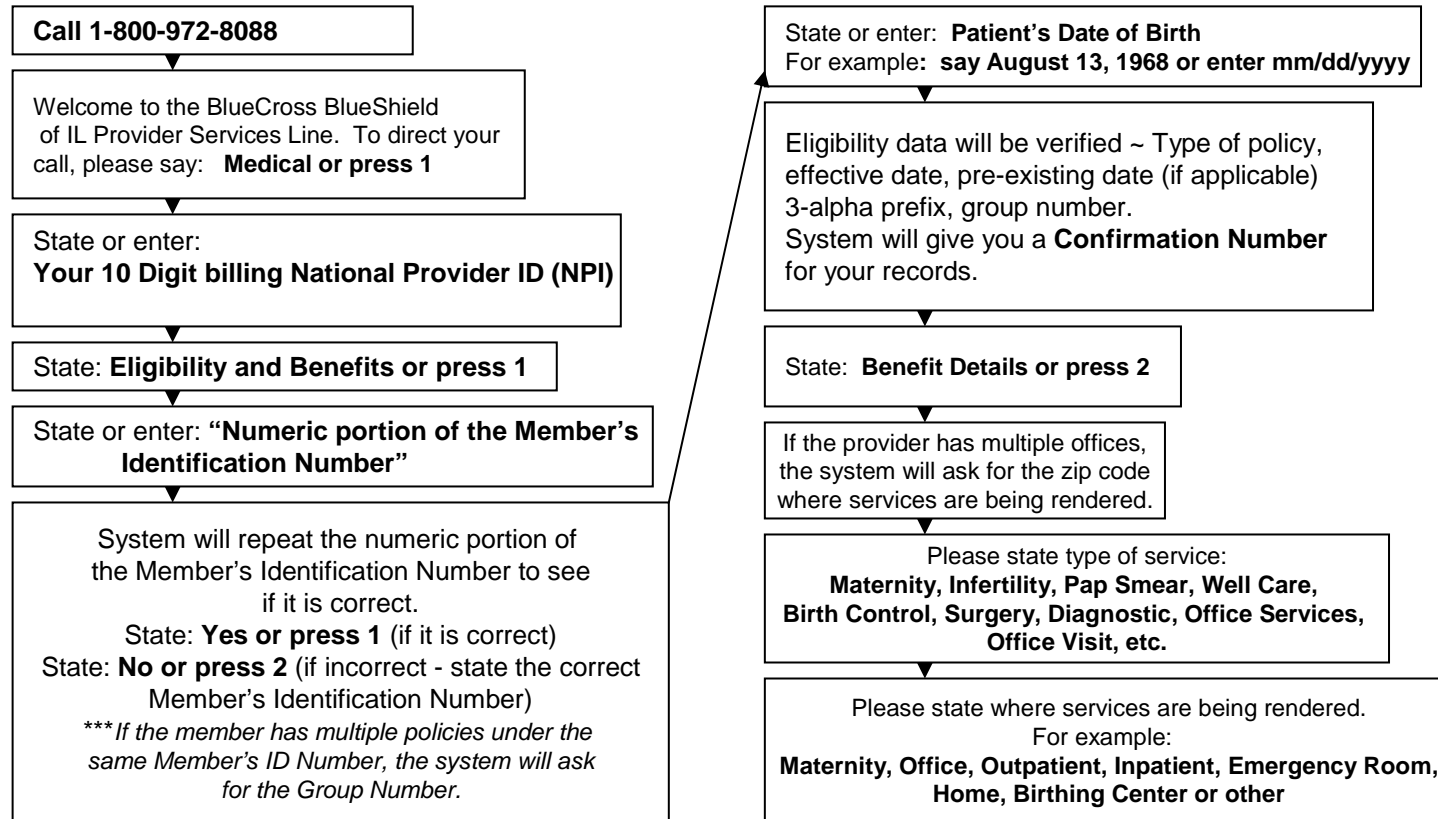 Call 1-800-972-8088
Welcome to the BlueCross BlueShield
of IL Provider Services Line. To direct your
call, please say: Medical or press 1
State or enter:
Your 10 Digit billing National Provider ID (NPI)
State: Eligibility and Benefits or press 1
State or enter: “Numeric portion of the Member’s
Identification Number”
System will repeat the numeric portion of
the Member’s Identification Number to see
if it is correct.
State: Yes or press 1 (if it is correct)
State: No or press 2 (if incorrect - state the correct
Member’s Identification Number)
***If the member has multiple policies under the
same Member’s ID Number, the system will ask
for the Group Number.
State or enter: Patient’s Date of Birth
For example: say August 13, 1968 or enter mm/dd/yyyy
Eligibility data will be verified ~ Type of policy,
effective date, pre-existing date (if applicable)
3-alpha prefix, group number.
System will give you a Confirmation Number
for your records.
State: Benefit Details or press 2
If the provider has multiple offices,
the system will ask for the zip code
where services are being rendered.
Please state type of service:
Maternity, Infertility, Pap Smear, Well Care,
Birth Control, Surgery, Diagnostic, Office Services,
Office Visit, etc.
Please state where services are being rendered.
For example:
Maternity, Office, Outpatient, Inpatient, Emergency Room,
Home, Birthing Center or other